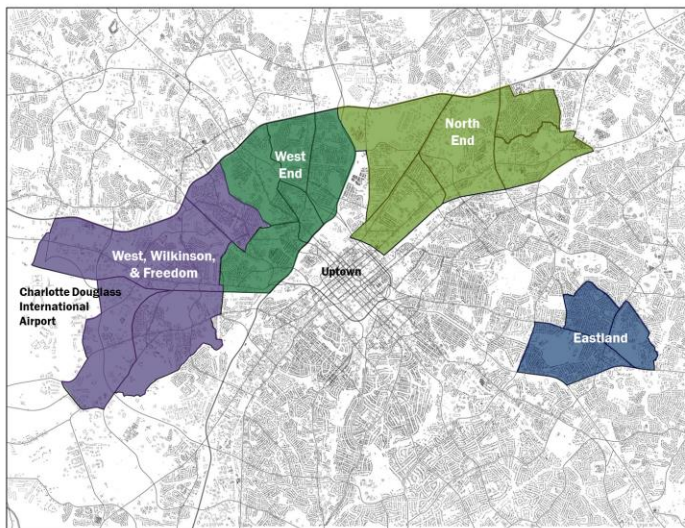 North
End
West
End
West, Wilkinson,
& Freedom
Uptown
Charlotte Douglass
International
Airport
Eastland